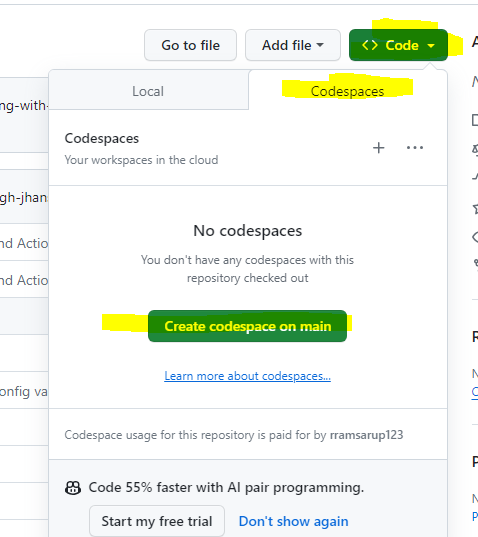 Go to file
Add file
<> Code
Local
Codespaces
ng-with-
Codespaces
Your workspaces in the cloud
gh-jhans
No codespaces
nd Actio
You don't have any codespaces with this
repository checked out
nd Actio
Create codespace on main
Learn more about codespaces...
onfig va
Codespace usage for this repository is paid for by rramsarup123
Code 55% faster with AI pair programming.
Start my free trial
Don't show again